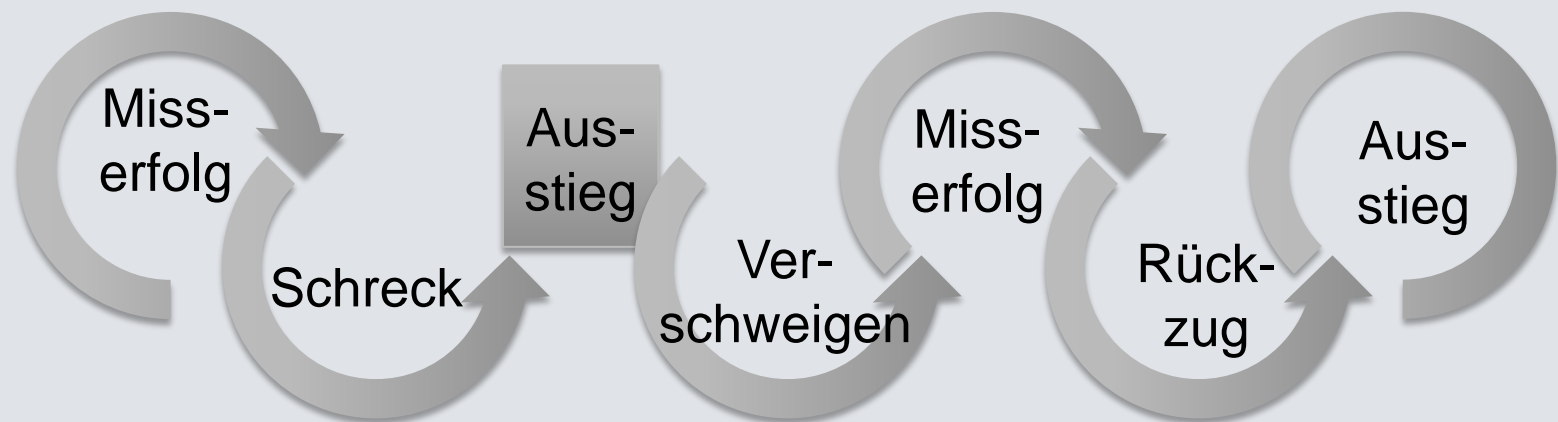 Miss-
erfolg
Schreck
Aus-
stieg
Ver-
schweigen
Miss-
erfolg
Rück-
zug
Aus-
stieg